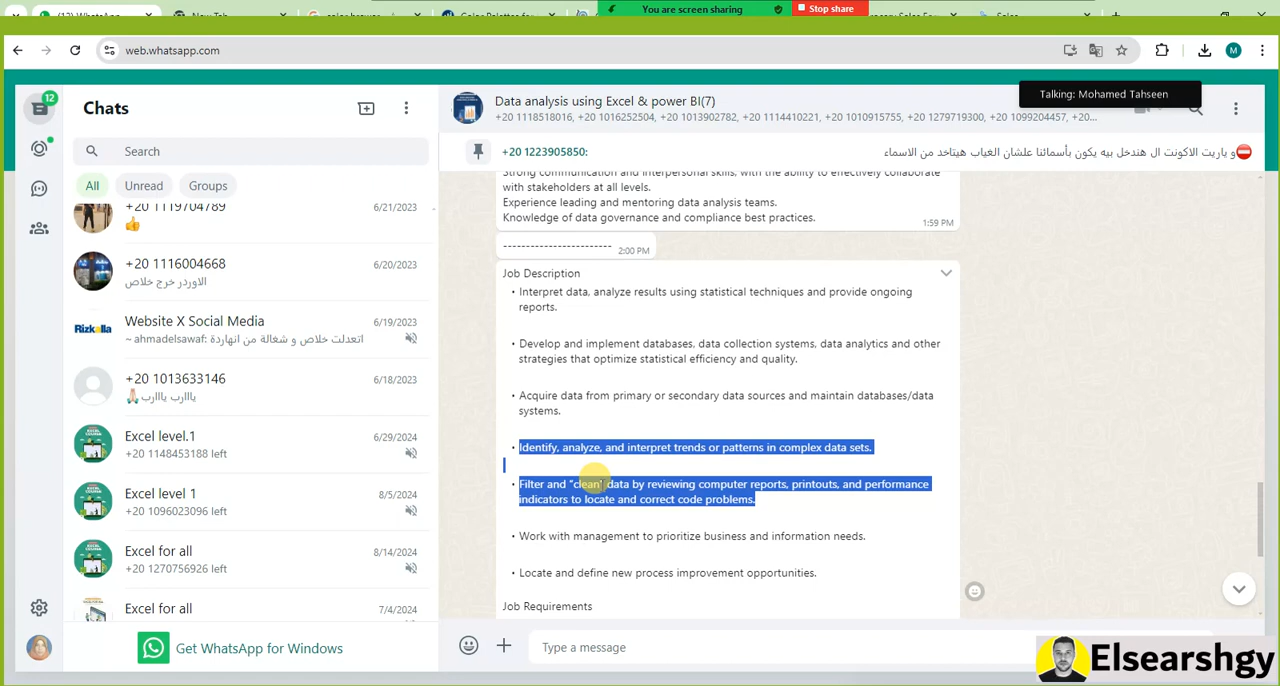 (12) WhatsApp
New Tab
You are screen sharing
Stop share
web.whatsapp.com
M
Talking: Mohamed Tahseen
12
Chats
Search
All
Unread
Groups
+20 1119704789
6/21/2023
👍
+20 1116004668
6/20/2023
الاوردر خرج خلاص
Rizkalla
Website X Social Media
6/19/2023
~ ahmadelsawaf: اتعدلت خلاص و شغالة من انهاردة
+20 1013633146
6/18/2023
يااارب يااارب🙏🏻
Excel level.1
6/29/2024
+20 1148453188 left
Excel level 1
8/5/2024
+20 1096023096 left
Excel for all
8/14/2024
+20 1270756926 left
Excel for all
7/4/2024
Get WhatsApp for Windows
Data analysis using Excel & power BI(7)
+20 1118518016, +20 1016252504, +20 1013902782, +20 1114410221, +20 1010915755, +20 1279719300, +20 1099204457, +20...
+20 1223905850:
⛔و ياريت الاكونت ال هندخل بيه يكون بأسمائنا علشان الغياب هيتاخد من الاسماء
Strong communication and interpersonal skills, with the ability to effectively collaborate
with stakeholders at all levels.
Experience leading and mentoring data analysis teams.
Knowledge of data governance and compliance best practices.
1:59 PM
------------------------
2:00 PM
Job Description
• Interpret data, analyze results using statistical techniques and provide ongoing
reports.
• Develop and implement databases, data collection systems, data analytics and other
strategies that optimize statistical efficiency and quality.
• Acquire data from primary or secondary data sources and maintain databases/data
systems.
• Identify, analyze, and interpret trends or patterns in complex data sets.
• Filter and "clean" data by reviewing computer reports, printouts, and performance
indicators to locate and correct code problems.
• Work with management to prioritize business and information needs.
• Locate and define new process improvement opportunities.
Job Requirements
Type a message
Elsearshgy